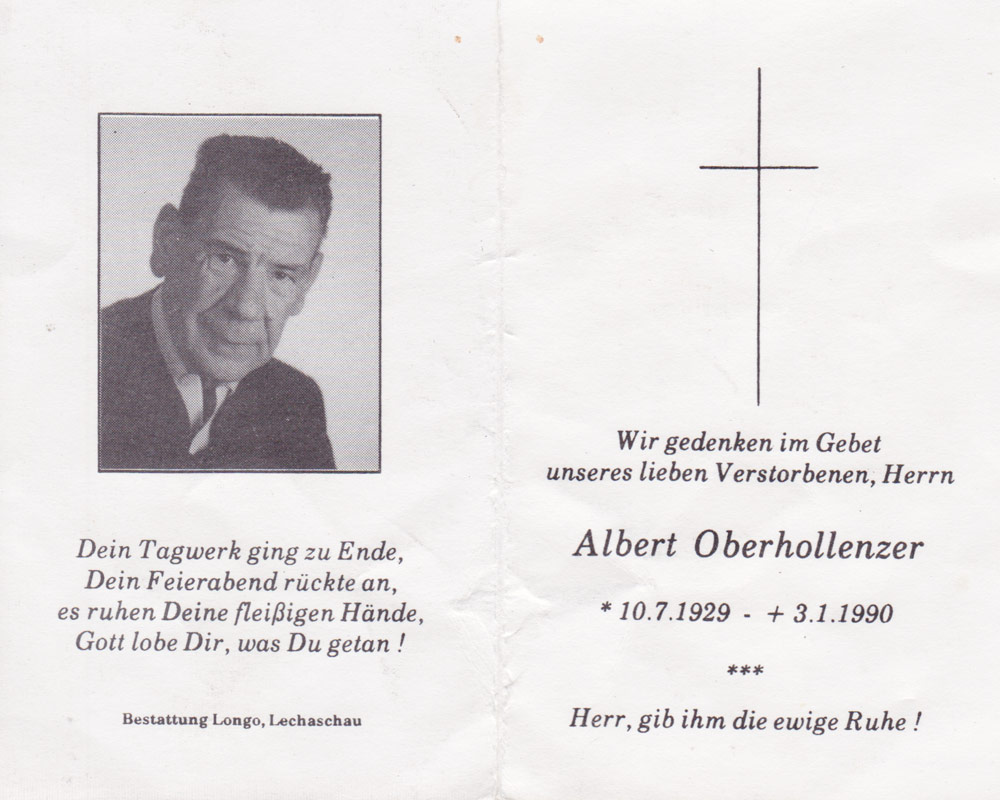 Dein Tagwerk ging zu Ende,
Dein Feierabend rückte an,
es ruhen Deine fleißigen Hände,
Gott lobe Dir, was Du getan !
Bestattung Longo, Lechaschau
Wir gedenken im Gebet
unseres lieben Verstorbenen, Herrn
Albert Oberhollenzer
* 10.7.1929 - + 3.1.1990
***
Herr, gib ihm die ewige Ruhe !